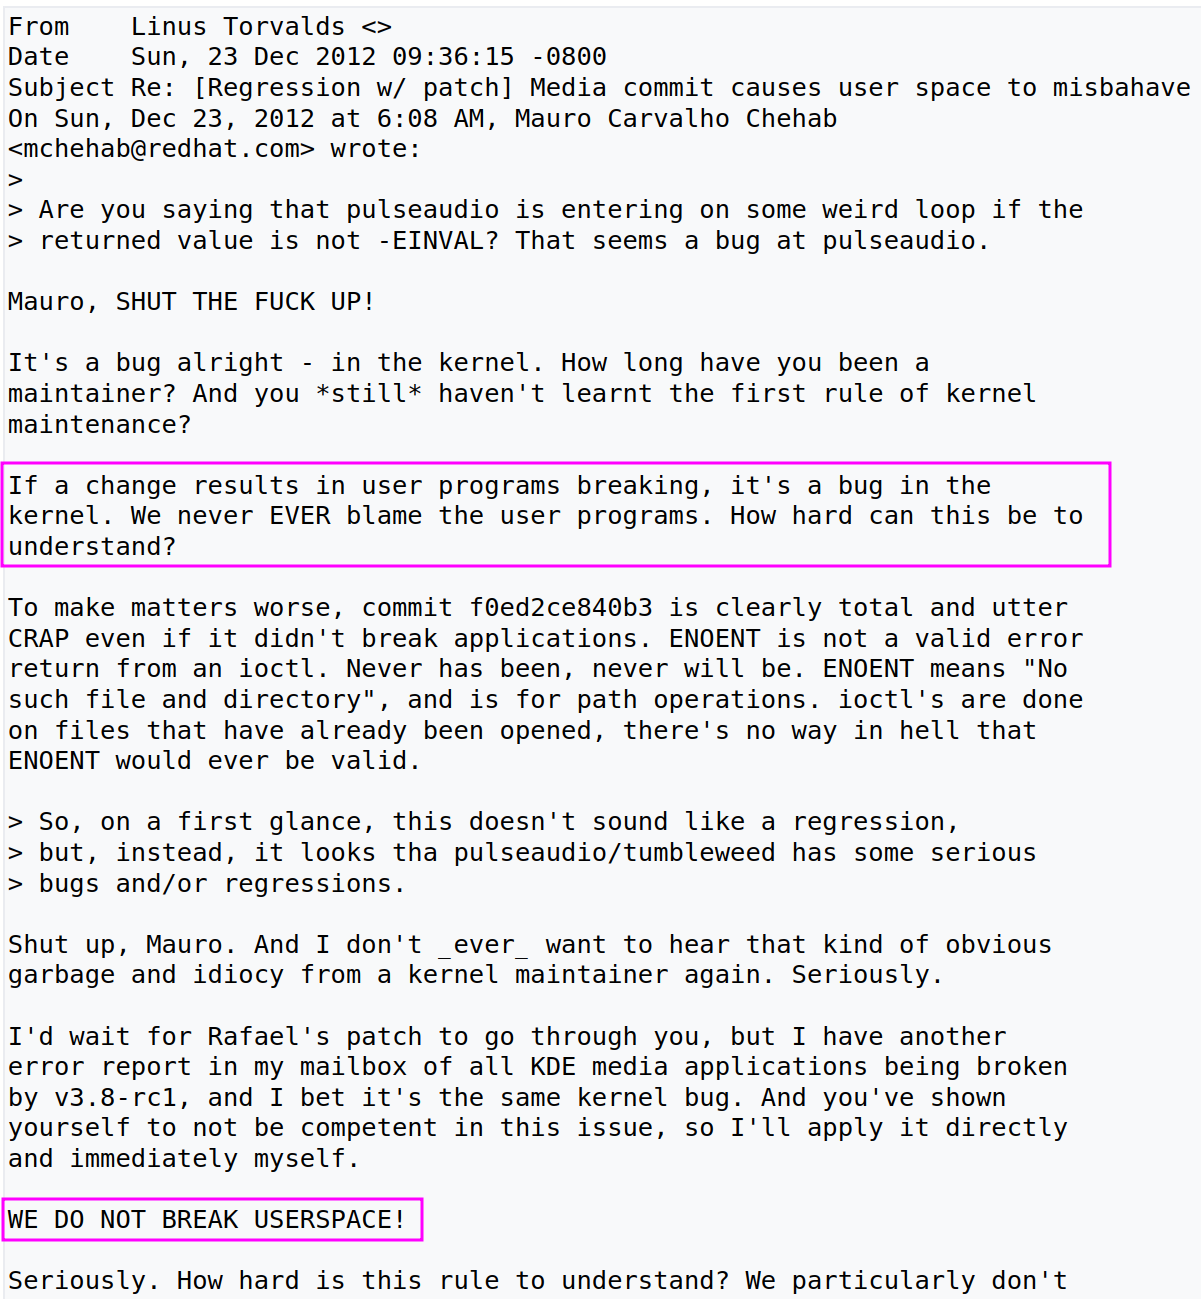 From    Linus Torvalds <>
Date    Sun, 23 Dec 2012 09:36:15 -0800
Subject Re: [Regression w/ patch] Media commit causes user space to misbahave
On Sun, Dec 23, 2012 at 6:08 AM, Mauro Carvalho Chehab
<mchehab@redhat.com> wrote:
>
> Are you saying that pulseaudio is entering on some weird loop if the
> returned value is not -EINVAL? That seems a bug at pulseaudio.
Mauro, SHUT THE FUCK UP!
It's a bug alright - in the kernel. How long have you been a
maintainer? And you *still* haven't learnt the first rule of kernel
maintenance?
If a change results in user programs breaking, it's a bug in the
kernel. We never EVER blame the user programs. How hard can this be to
understand?
To make matters worse, commit f0ed2ce840b3 is clearly total and utter
CRAP even if it didn't break applications. ENOENT is not a valid error
return from an ioctl. Never has been, never will be. ENOENT means "No
such file and directory", and is for path operations. ioctl's are done
on files that have already been opened, there's no way in hell that
ENOENT would ever be valid.
> So, on a first glance, this doesn't sound like a regression,
> but, instead, it looks tha pulseaudio/tumbleweed has some serious
> bugs and/or regressions.
Shut up, Mauro. And I don't _ever_ want to hear that kind of obvious
garbage and idiocy from a kernel maintainer again. Seriously.
I'd wait for Rafael's patch to go through you, but I have another
error report in my mailbox of all KDE media applications being broken
by v3.8-rc1, and I bet it's the same kernel bug. And you've shown
yourself to not be competent in this issue, so I'll apply it directly
and immediately myself.
WE DO NOT BREAK USERSPACE!
Seriously. How hard is this rule to understand? We particularly don't